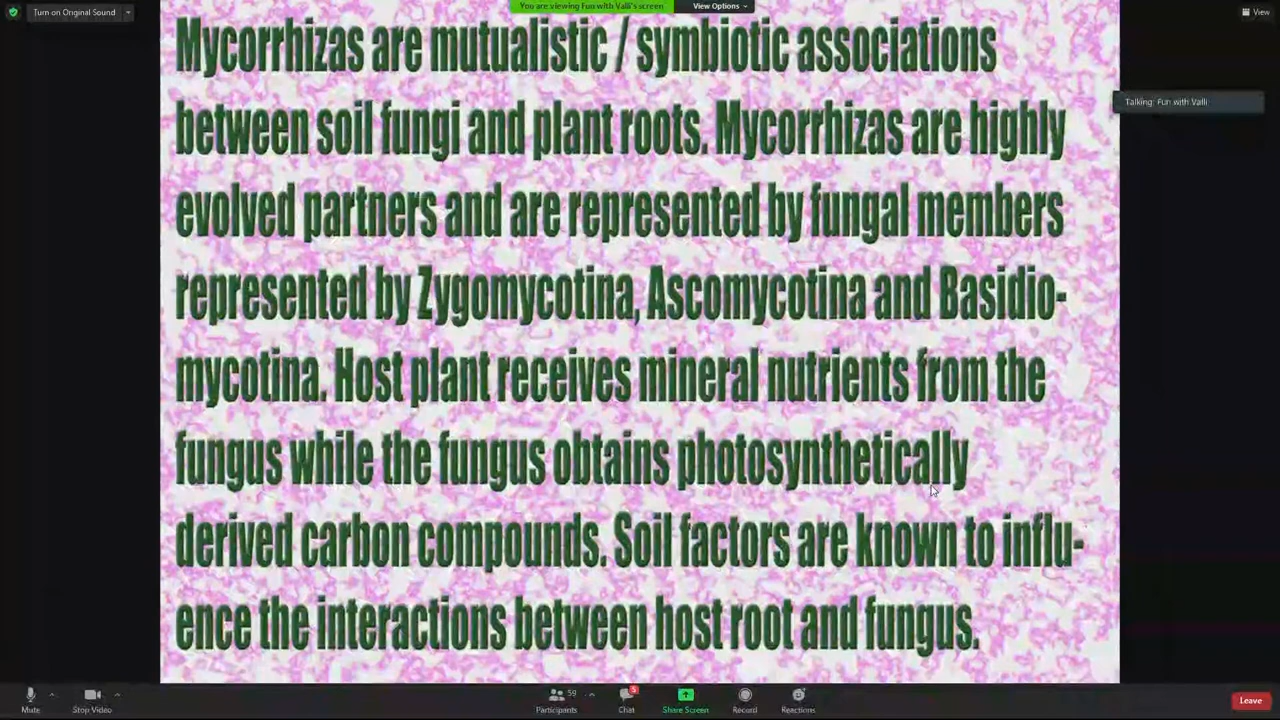 Turn on Original Sound
You are viewing Fun with Valli's screen
View Options
View
Talking: Fun with Valli
Mycorrhizas are mutualistic / symbiotic associations
between soil fungi and plant roots. Mycorrhizas are highly
evolved partners and are represented by fungal members
represented by Zygomycotina, Ascomycotina and Basidio-
mycotina. Host plant receives mineral nutrients from the
fungus while the fungus obtains photosynthetically
derived carbon compounds. Soil factors are known to influ-
ence the interactions between host root and fungus.
Mute
Stop Video
Participants
59
Chat
5
Share Screen
Record
Reactions
Leave